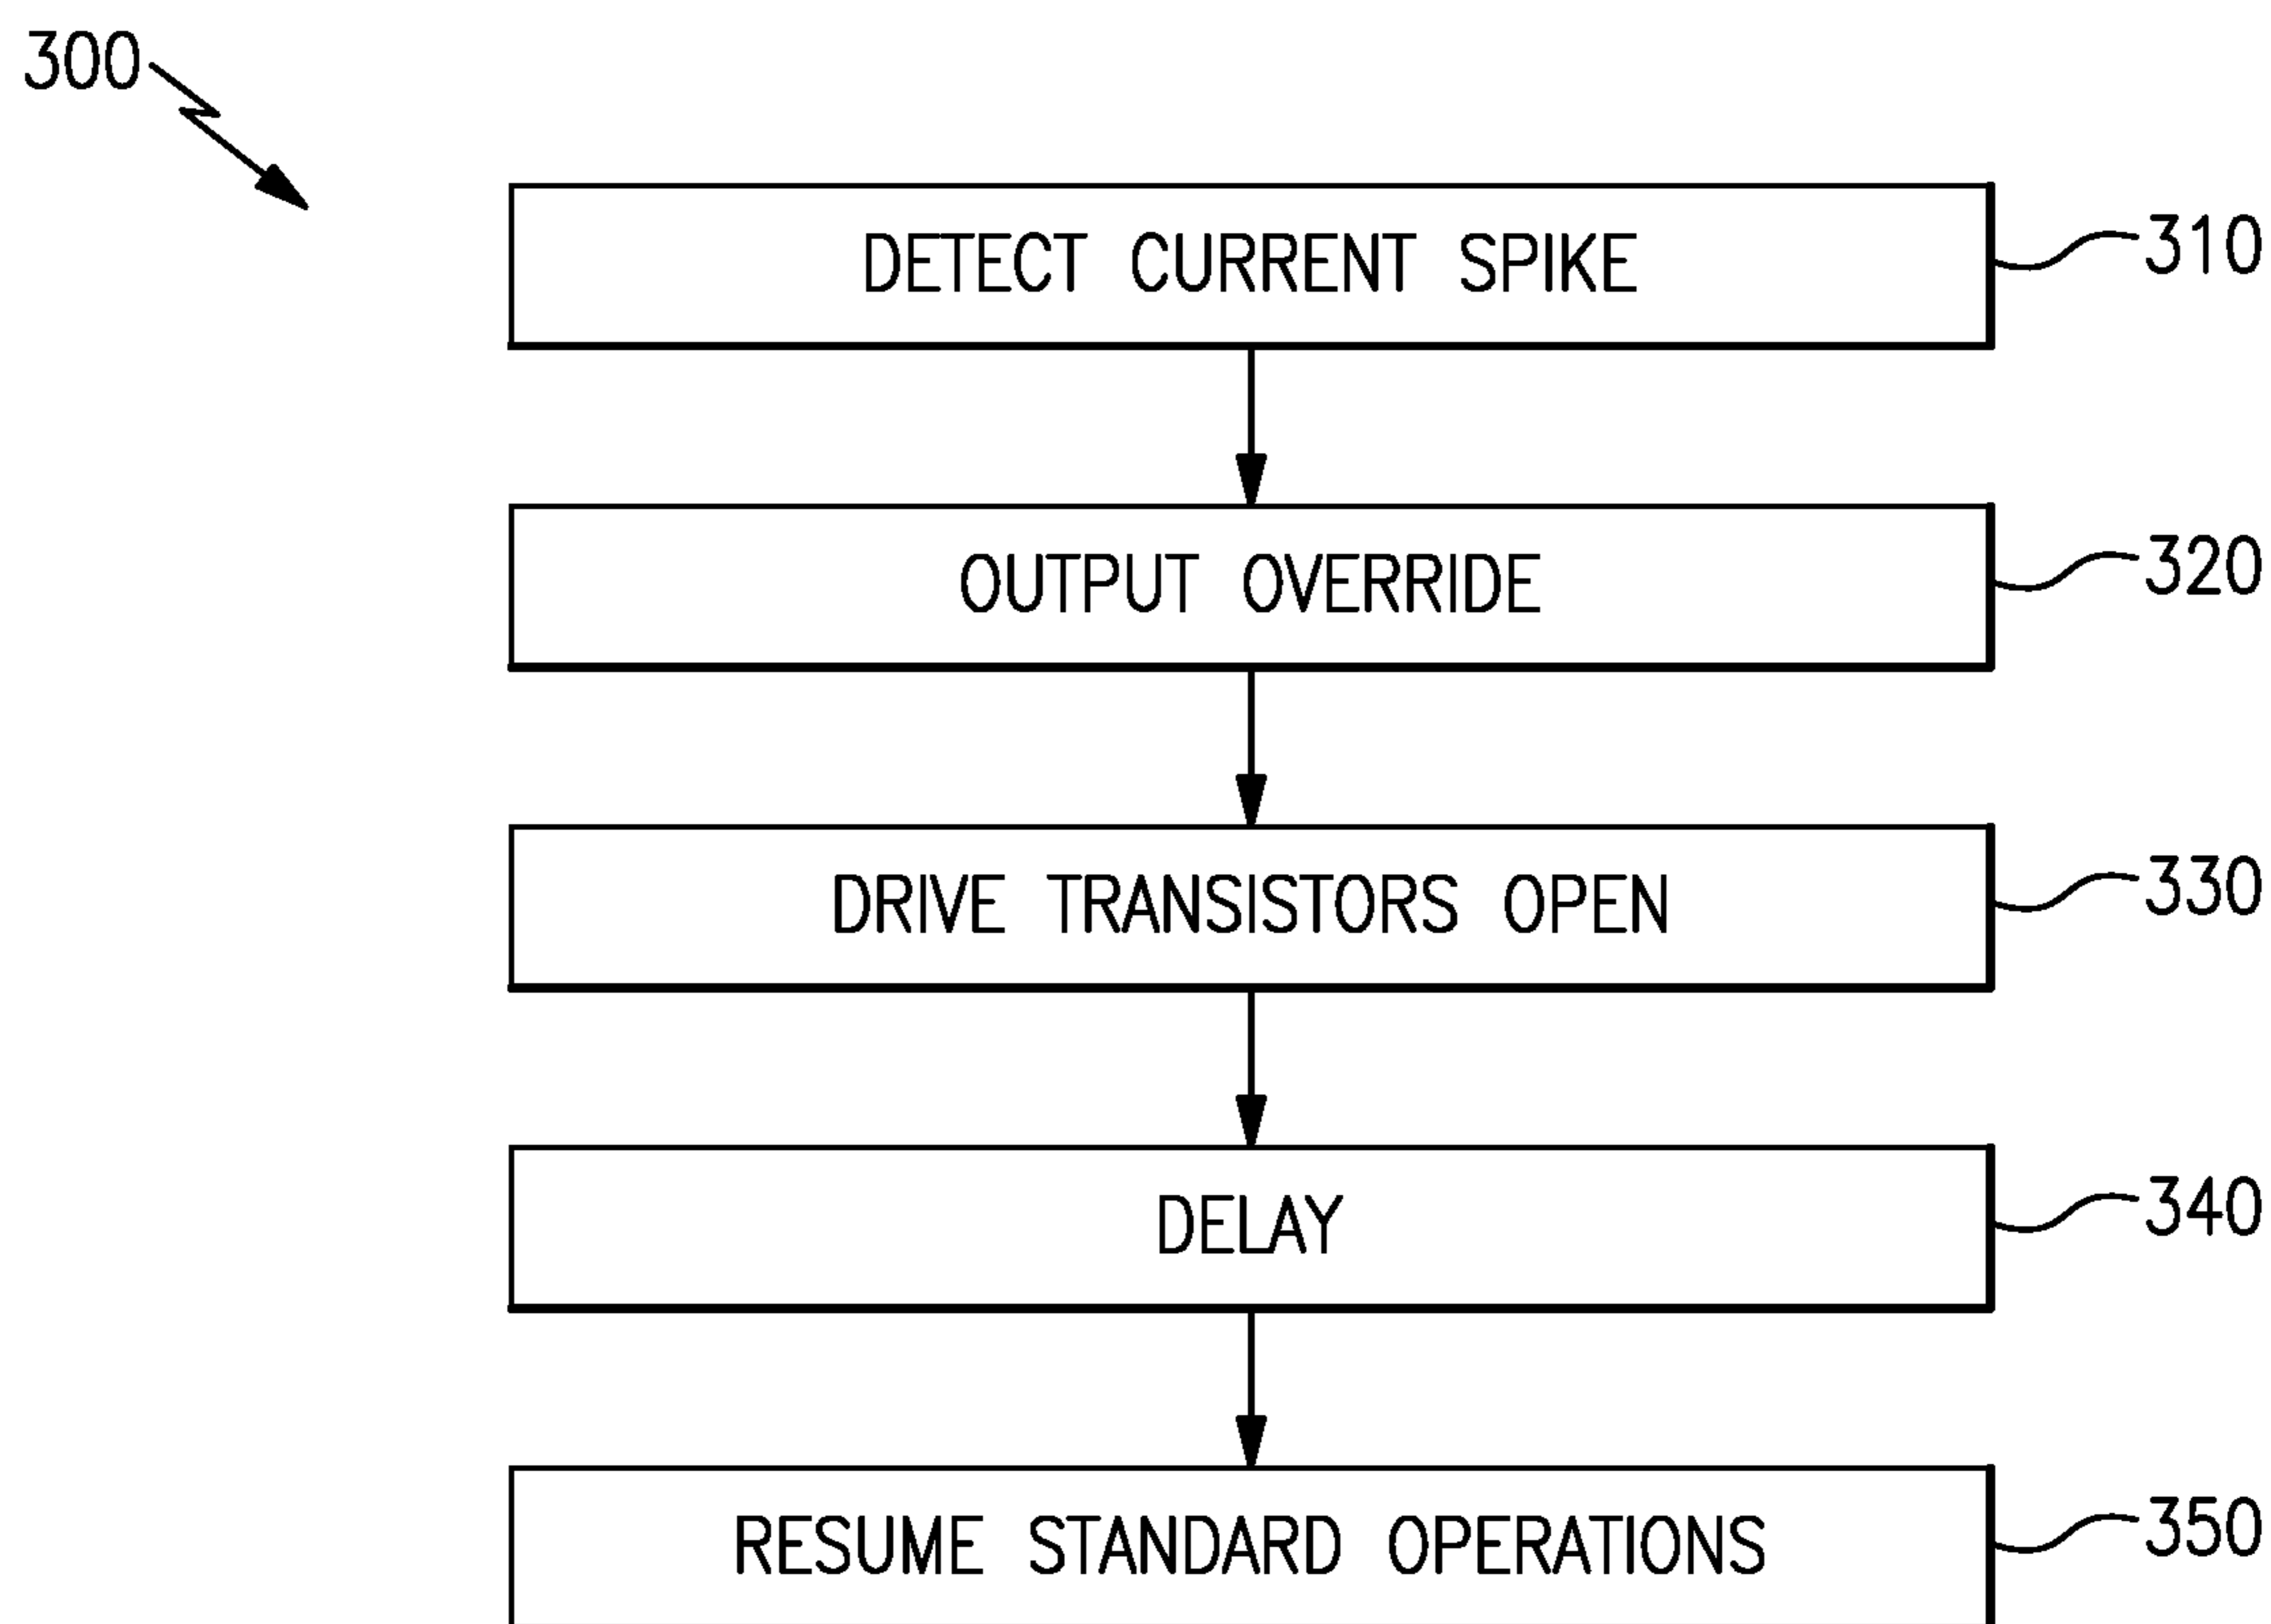 300
DETECT CURRENT SPIKE
310
OUTPUT OVERRIDE
320
DRIVE TRANSISTORS OPEN
330
DELAY
340
RESUME STANDARD OPERATIONS
350